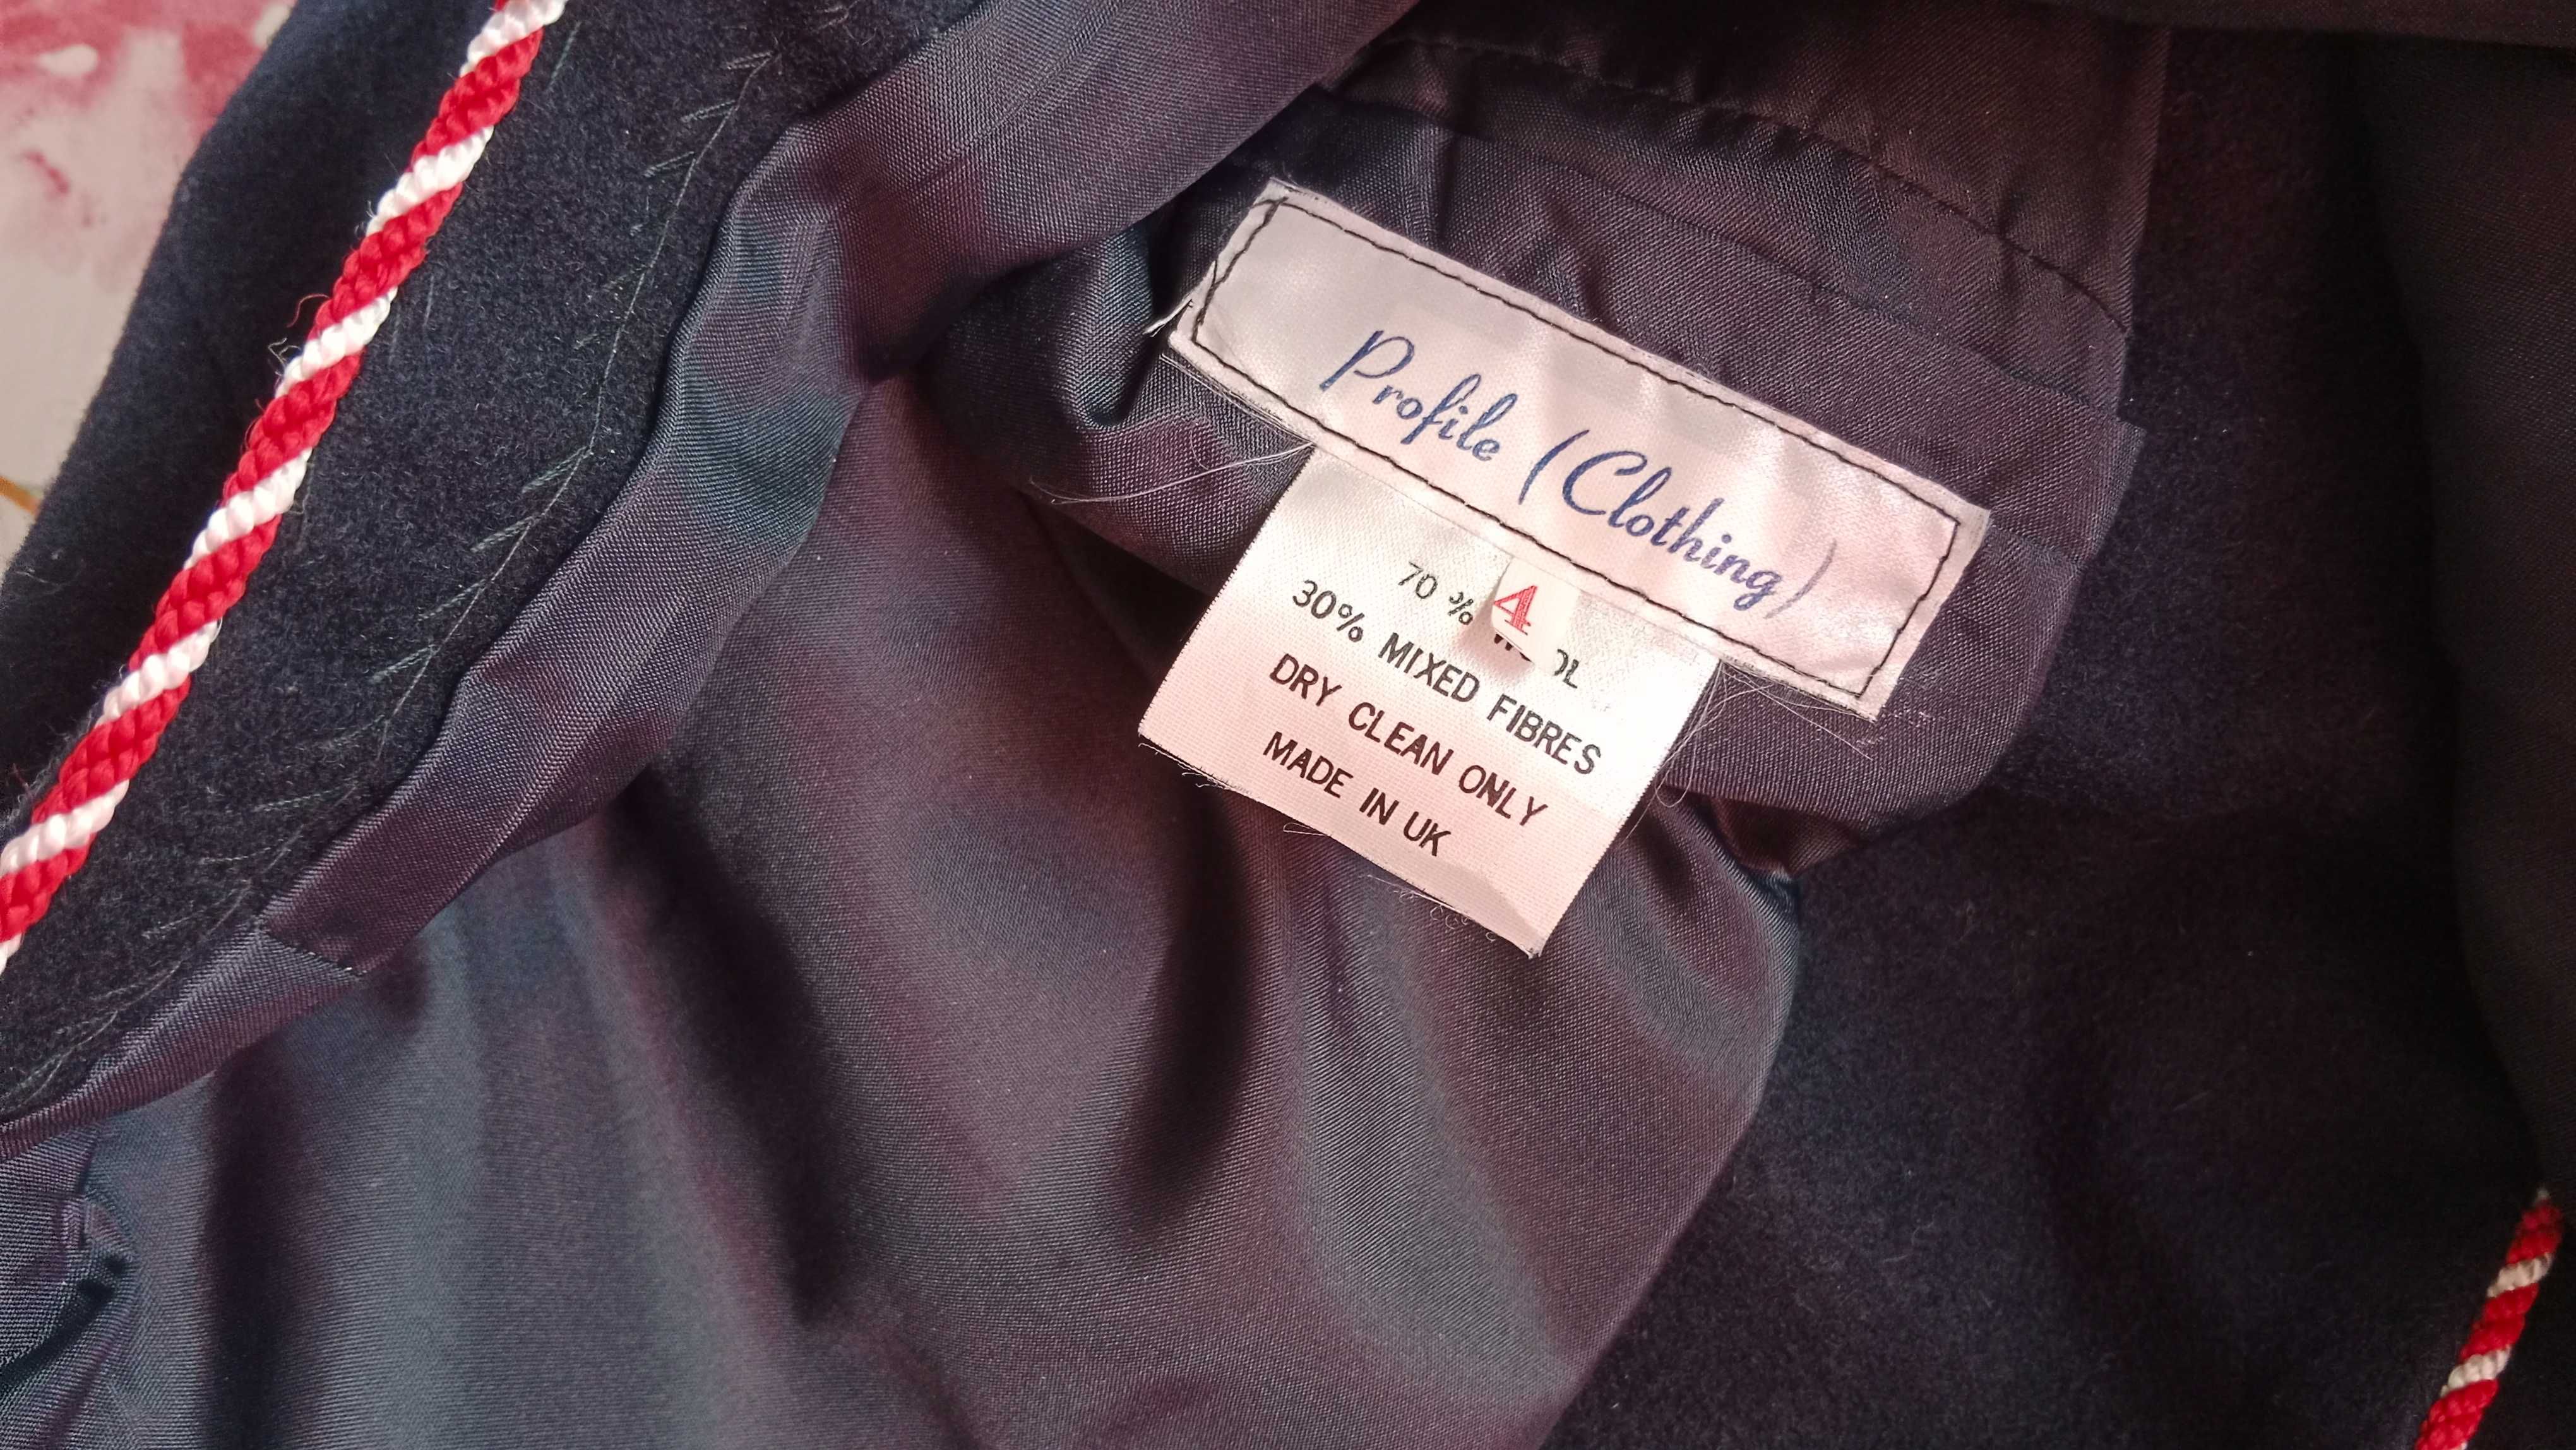 Profile (Clothing)
4
70%
30% MIXED FIBRES
DRY CLEAN ONLY
MADE IN UK